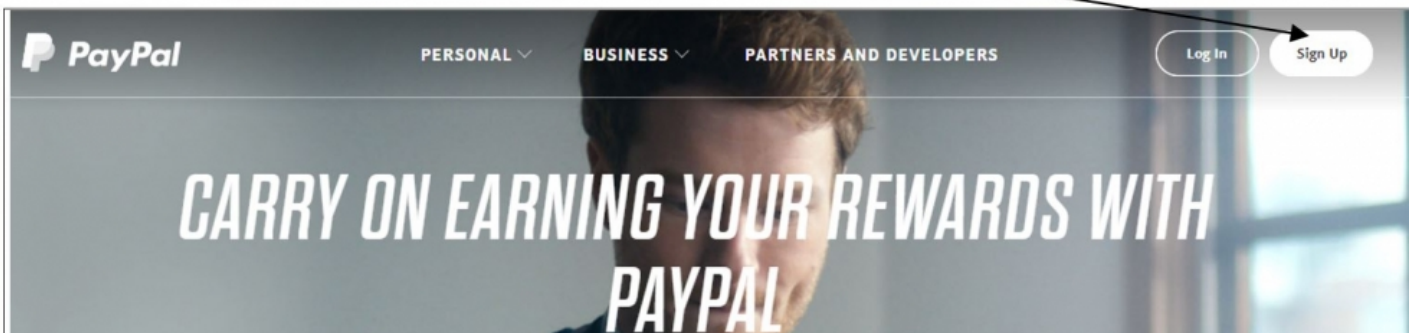 PayPal
PERSONAL BUSINESS PARTNERS AND DEVELOPERS Log In Sign Up
CARRY ON EARNING YOUR REWARDS WITH
PAYPAL